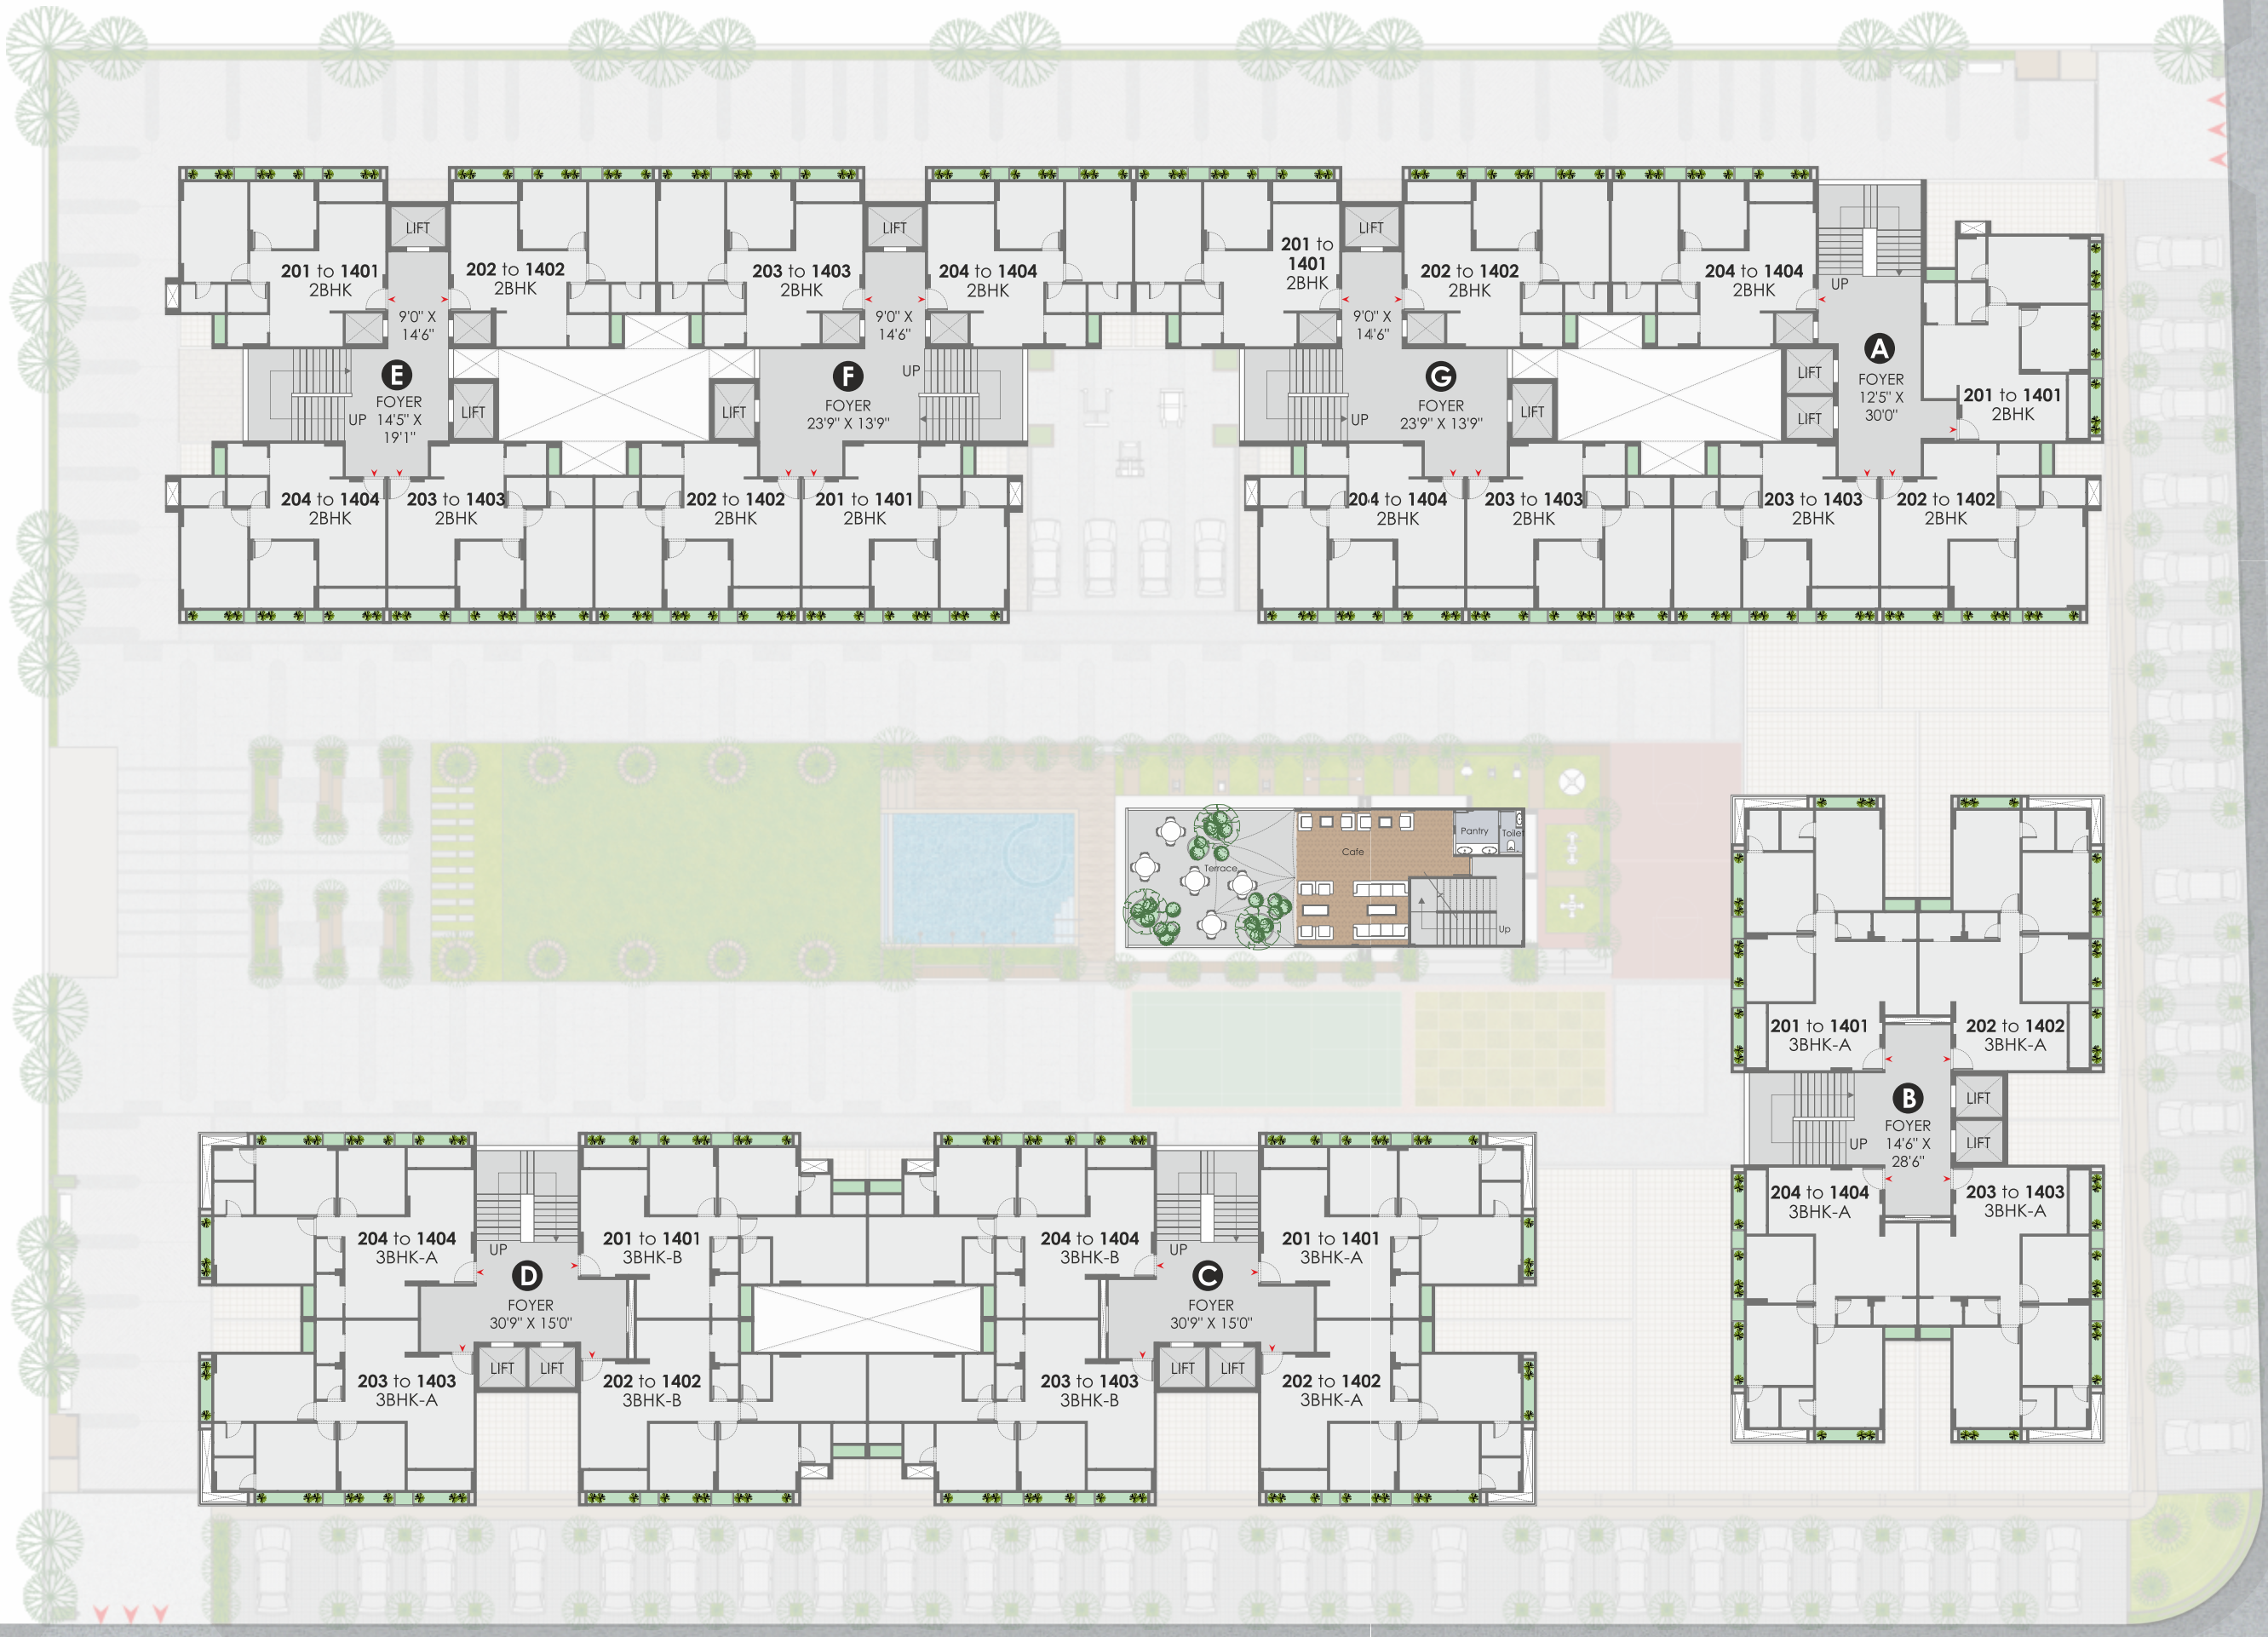 LIFT
LIFT
LIFT
201 to 1401
2BHK
202 to 1402
2BHK
203 to 1403
2BHK
204 to 1404
2BHK
201 to
1401
2BHK
202 to 1402
2BHK
204 to 1404
2BHK
UP
9'0" X
14'6"
9'0" X
14'6"
9'0" X
14'6"
E
FOYER
14'5" X
19'1"
UP
LIFT
LIFT
F
FOYER
23'9" X 13'9"
UP
UP
G
FOYER
23'9" X 13'9"
LIFT
LIFT
LIFT
A
FOYER
12'5" X
30'0"
201 to 1401
2BHK
204 to 1404
2BHK
203 to 1403
2BHK
202 to 1402
2BHK
201 to 1401
2BHK
204 to 1404
2BHK
203 to 1403
2BHK
203 to 1403
2BHK
202 to 1402
2BHK
Terrace
Cafe
Pantry
Toilet
Up
201 to 1401
3BHK-A
202 to 1402
3BHK-A
UP
B
FOYER
14'6" X
28'6"
LIFT
LIFT
204 to 1404
3BHK-A
203 to 1403
3BHK-A
204 to 1404
3BHK-A
UP
201 to 1401
3BHK-B
204 to 1404
3BHK-B
UP
201 to 1401
3BHK-A
D
FOYER
30'9" X 15'0"
C
FOYER
30'9" X 15'0"
LIFT
LIFT
LIFT
LIFT
203 to 1403
3BHK-A
202 to 1402
3BHK-B
203 to 1403
3BHK-B
202 to 1402
3BHK-A